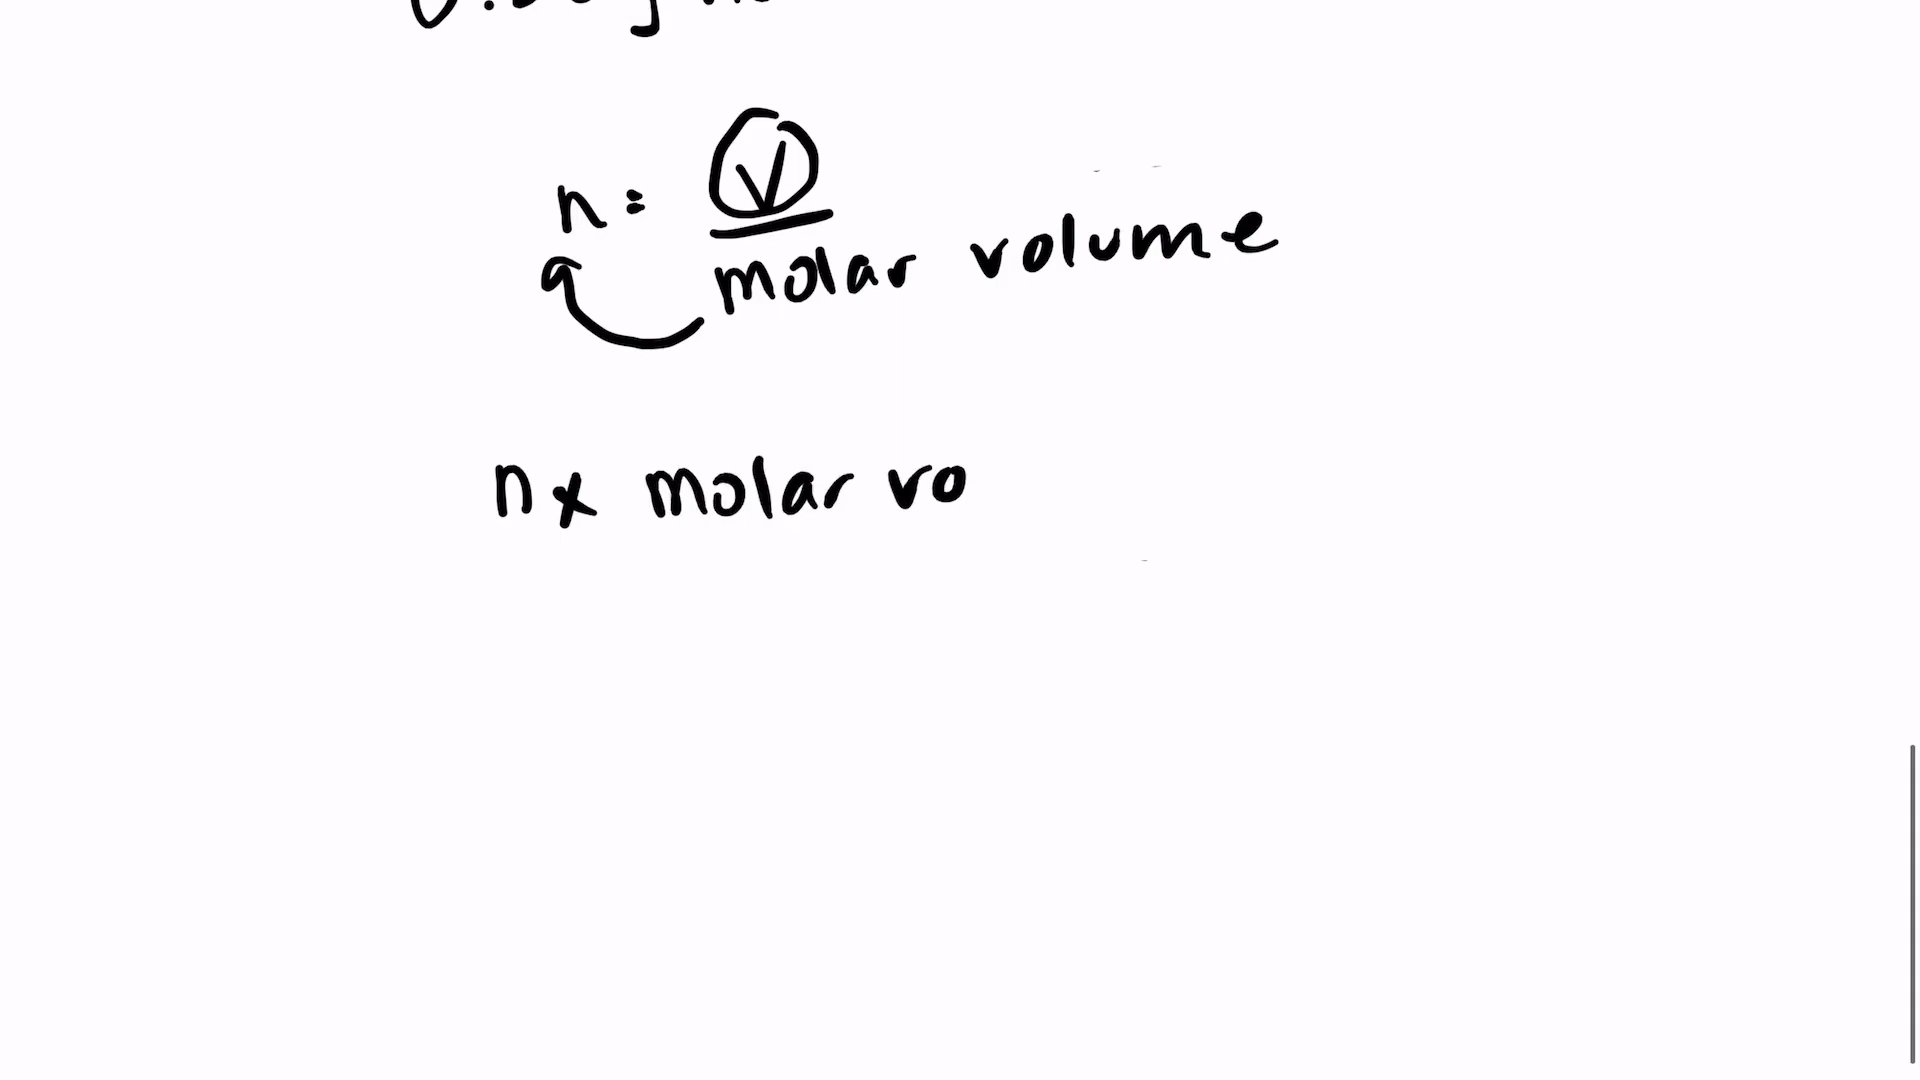 n = V
molar volume
n x molar vo